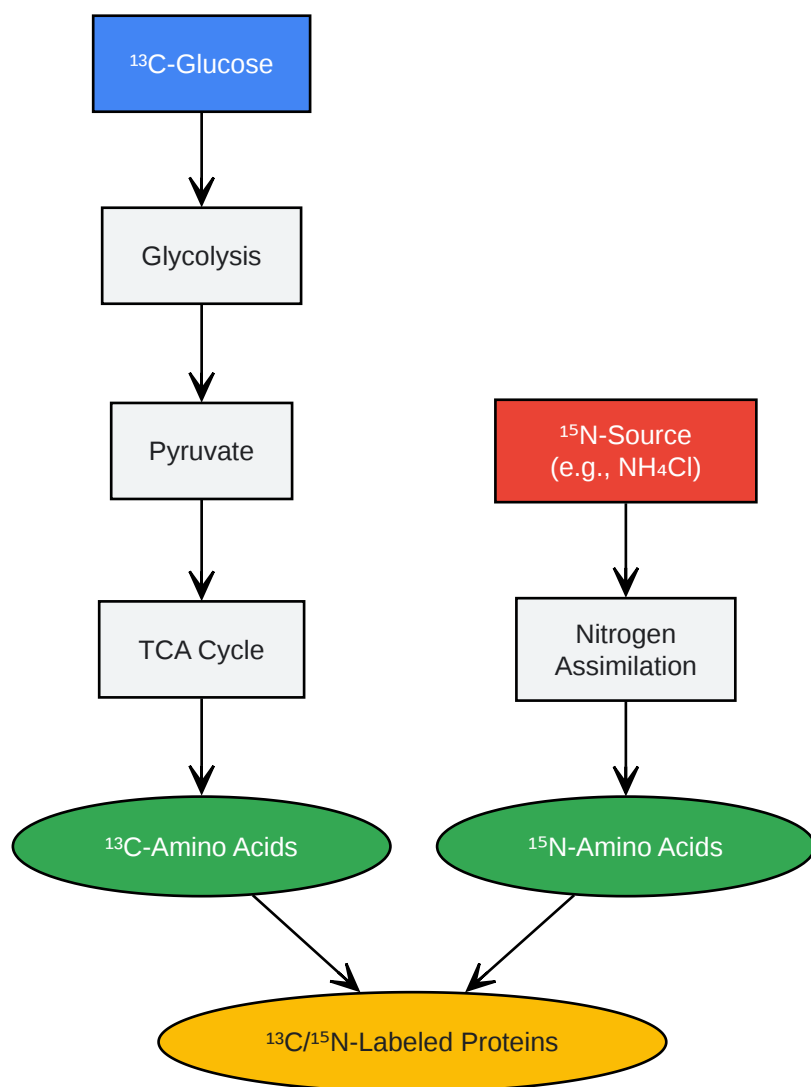 ¹³C-Glucose
Glycolysis
Pyruvate
¹⁵N-Source
(e.g., NH₄Cl)
TCA Cycle
Nitrogen
Assimilation
¹³C-Amino Acids
¹⁵N-Amino Acids
¹³C/¹⁵N-Labeled Proteins